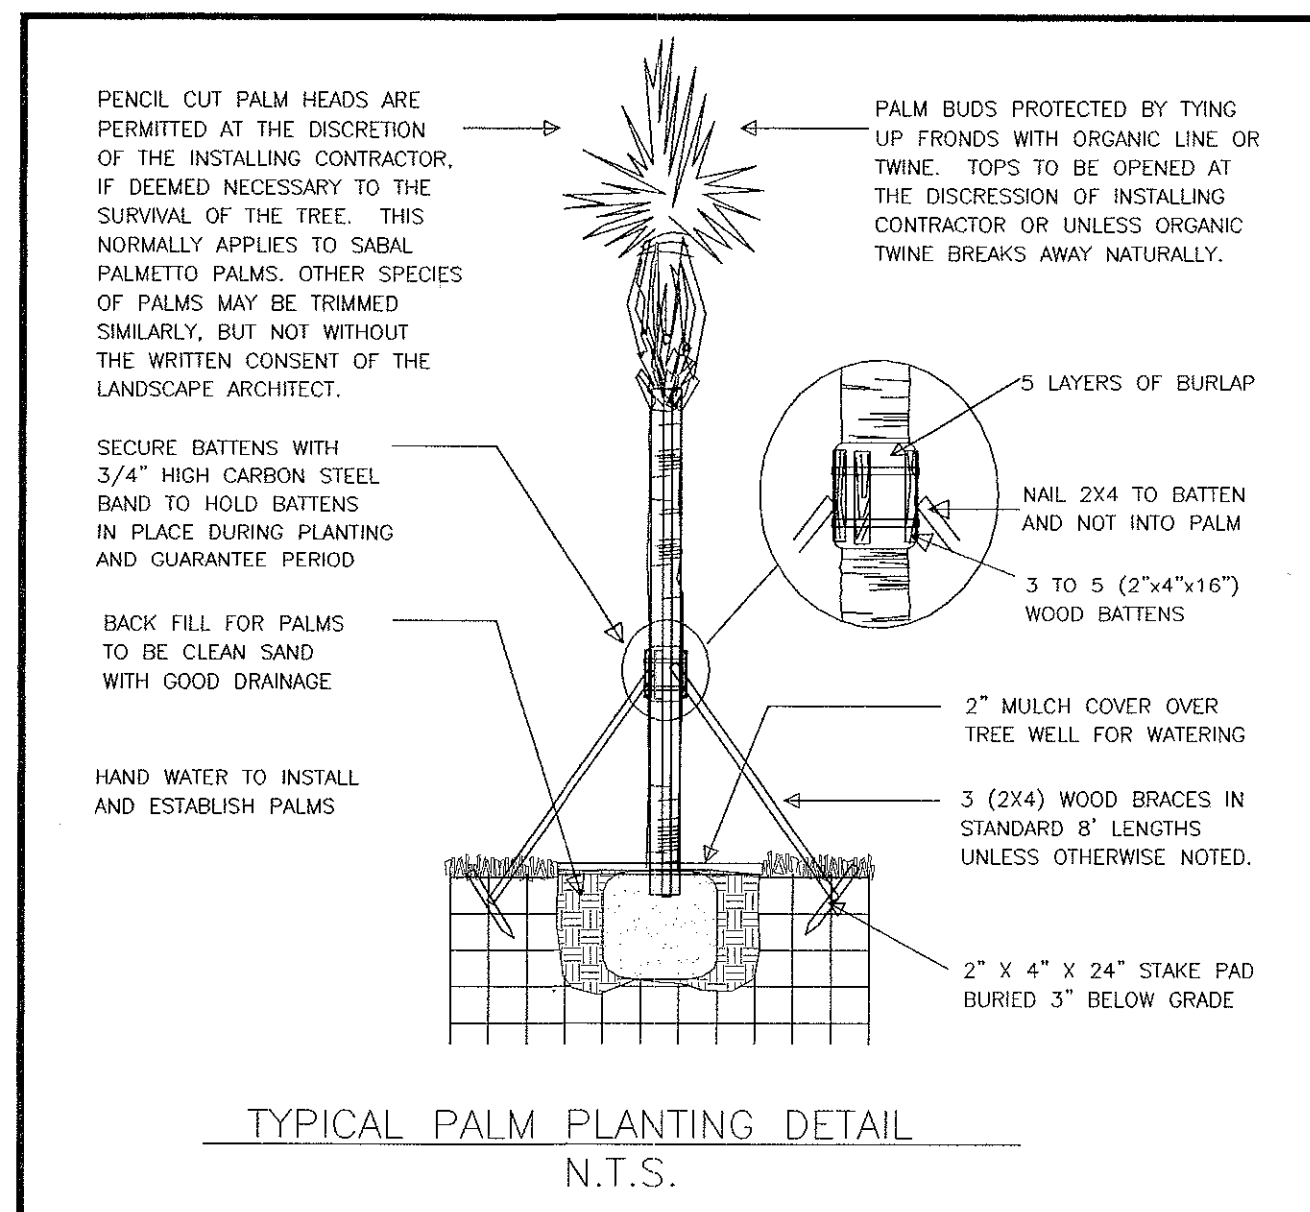 PENCIL CUT PALM HEADS ARE
PERMITTED AT THE DISCRETION
OF THE INSTALLING CONTRACTOR,
IF DEEMED NECESSARY TO THE
SURVIVAL OF THE TREE. THIS
NORMALLY APPLIES TO SABAL
PALMETTO PALMS. OTHER SPECIES
OF PALMS MAY BE TRIMMED
SIMILARLY, BUT NOT WITHOUT
THE WRITTEN CONSENT OF THE
LANDSCAPE ARCHITECT.
SECURE BATTENS WITH
3/4" HIGH CARBON STEEL
BAND TO HOLD BATTENS
IN PLACE DURING PLANTING
AND GUARANTEE PERIOD
BACK FILL FOR PALMS
TO BE CLEAN SAND
WITH GOOD DRAINAGE
HAND WATER TO INSTALL
AND ESTABLISH PALMS
PALM BUDS PROTECTED BY TYING
UP FRONDS WITH ORGANIC LINE OR
TWINE. TOPS TO BE OPENED AT
THE DISCRESSION OF INSTALLING
CONTRACTOR OR UNLESS ORGANIC
TWINE BREAKS AWAY NATURALLY.
5 LAYERS OF BURLAP
NAIL 2X4 TO BATTEN
AND NOT INTO PALM
3 TO 5 (2"x4"x16")
WOOD BATTENS
2" MULCH COVER OVER
TREE WELL FOR WATERING
3 (2X4) WOOD BRACES IN
STANDARD 8' LENGTHS
UNLESS OTHERWISE NOTED.
2" X 4" X 24" STAKE PAD
BURIED 3" BELOW GRADE
TYPICAL PALM PLANTING DETAIL
N.T.S.